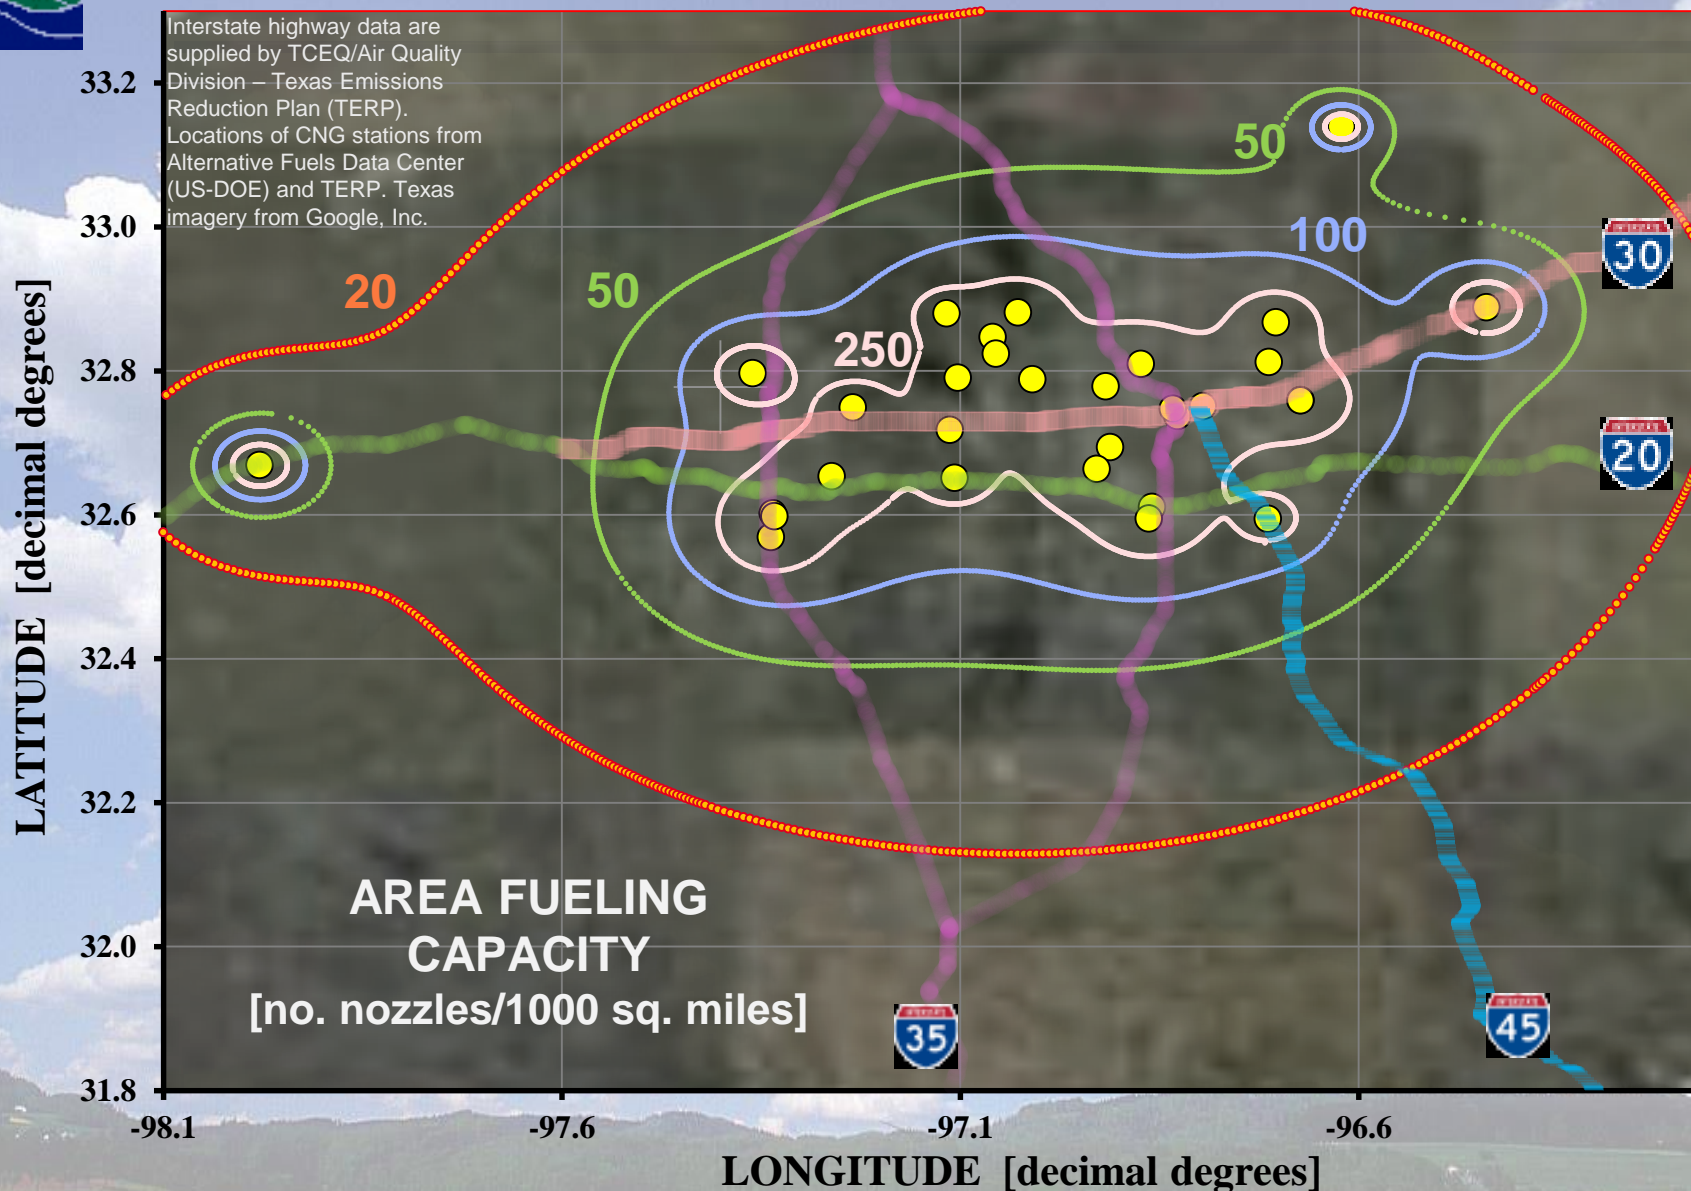 Interstate highway data are
supplied by TCEQ/Air Quality
Division – Texas Emissions
Reduction Plan (TERP).
Locations of CNG stations from
Alternative Fuels Data Center
(US-DOE) and TERP. Texas
imagery from Google, Inc.
33.2
33.0
32.8
32.6
32.4
32.2
32.0
31.8
LATITUDE [decimal degrees]
20
50
50
100
250
INTERSTATE
30
INTERSTATE
20
INTERSTATE
35
INTERSTATE
45
AREA FUELING
CAPACITY
[no. nozzles/1000 sq. miles]
-98.1
-97.6
-97.1
-96.6
LONGITUDE [decimal degrees]